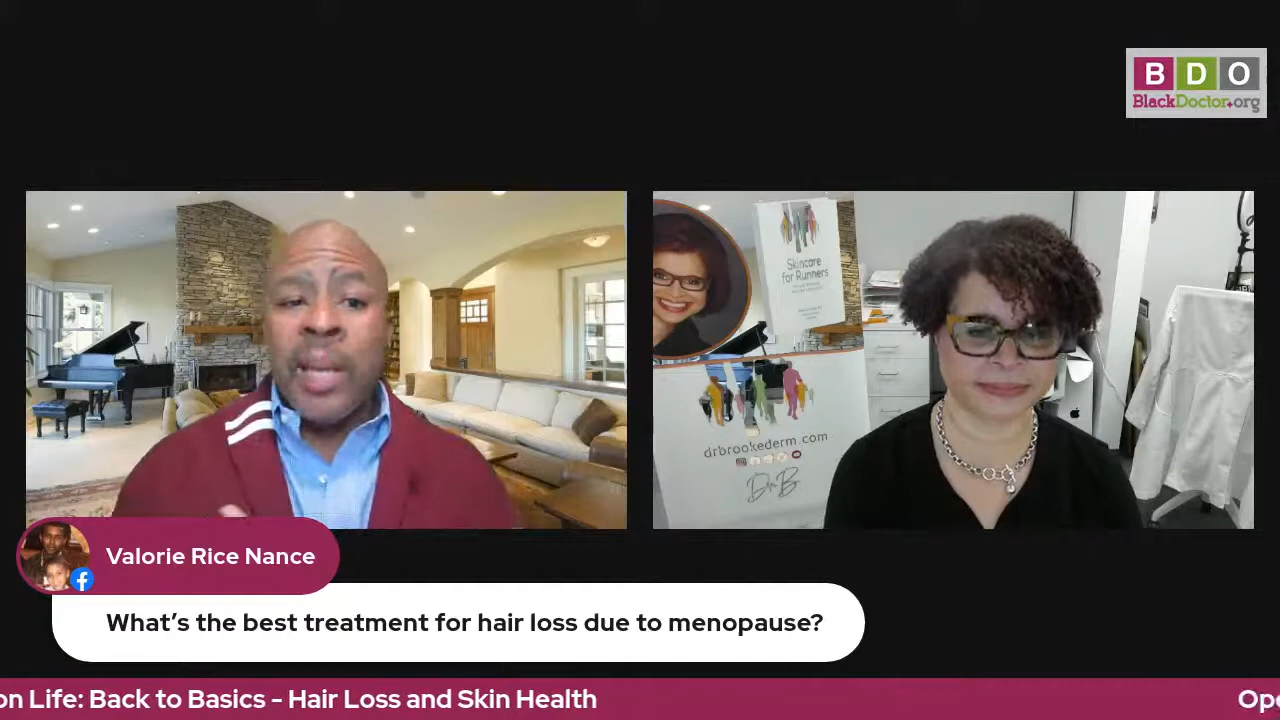 B D O
BlackDoctor.org
Skincare
for Runners
drbrookederm.com
Dr B
Valorie Rice Nance
What’s the best treatment for hair loss due to menopause?
on Life: Back to Basics - Hair Loss and Skin Health
Ope